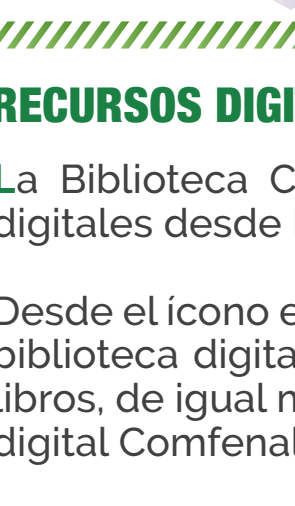 RECURSOS DIGI
La Biblioteca C
digitales desde l
Desde el ícono e
biblioteca digita
libros, de igual m
digital Comfenal